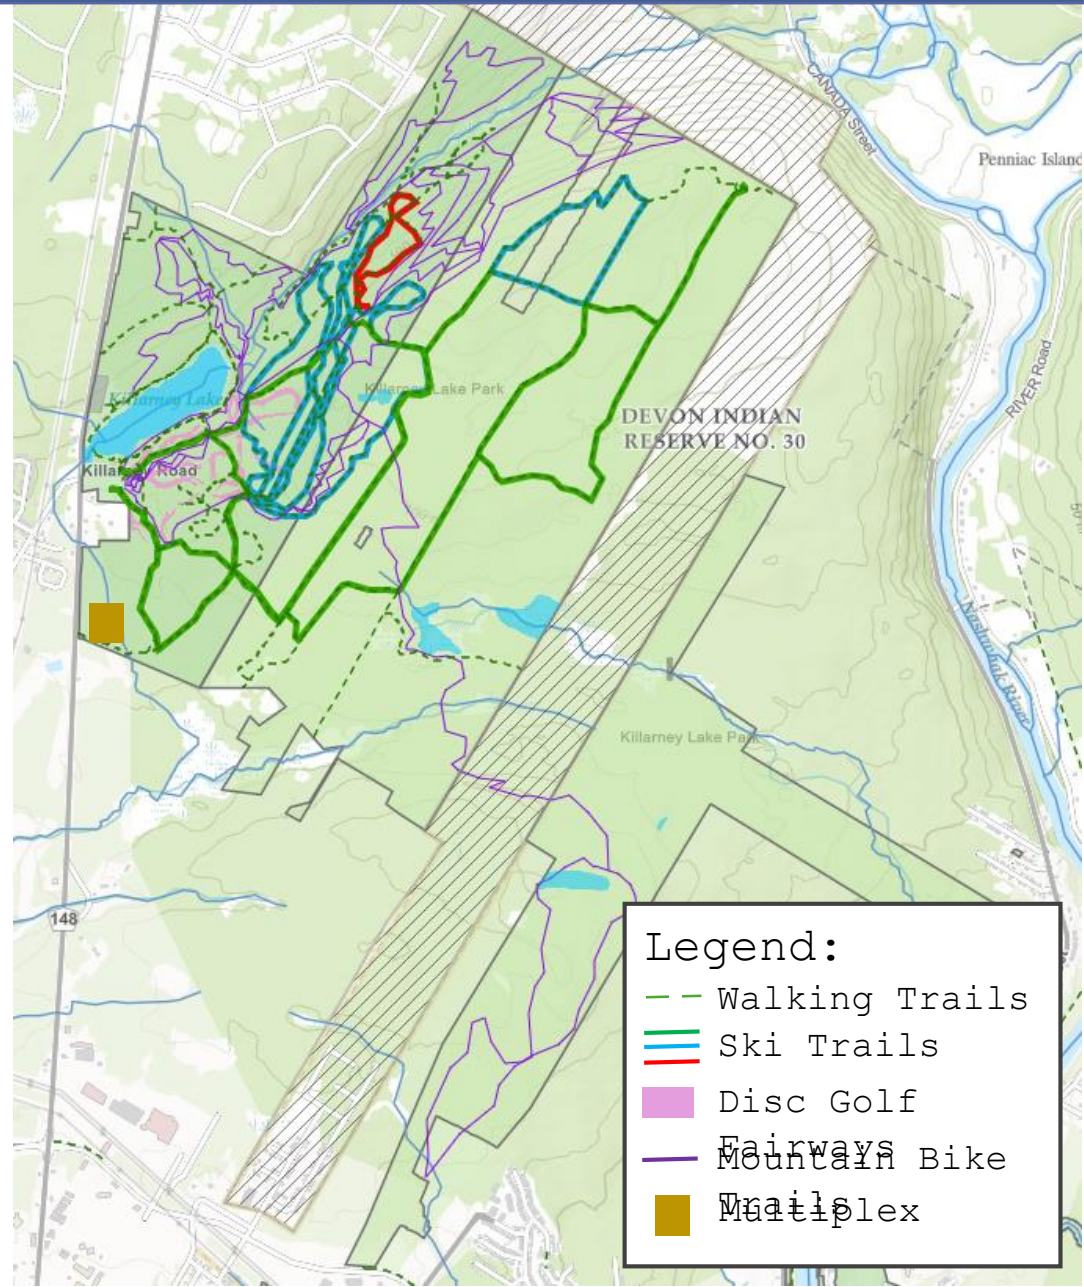 CANADA Street
Penniac Island
RIVER Road
Killarney Lake Park
Killarney Lake
DEVON INDIAN
RESERVE NO. 30
Killarney Road
Nashwaak River
Killarney Lake Park
148
Legend:
Walking Trails
Ski Trails
Disc Golf
Fairways
Mountain Bike
Trails
Multiplex